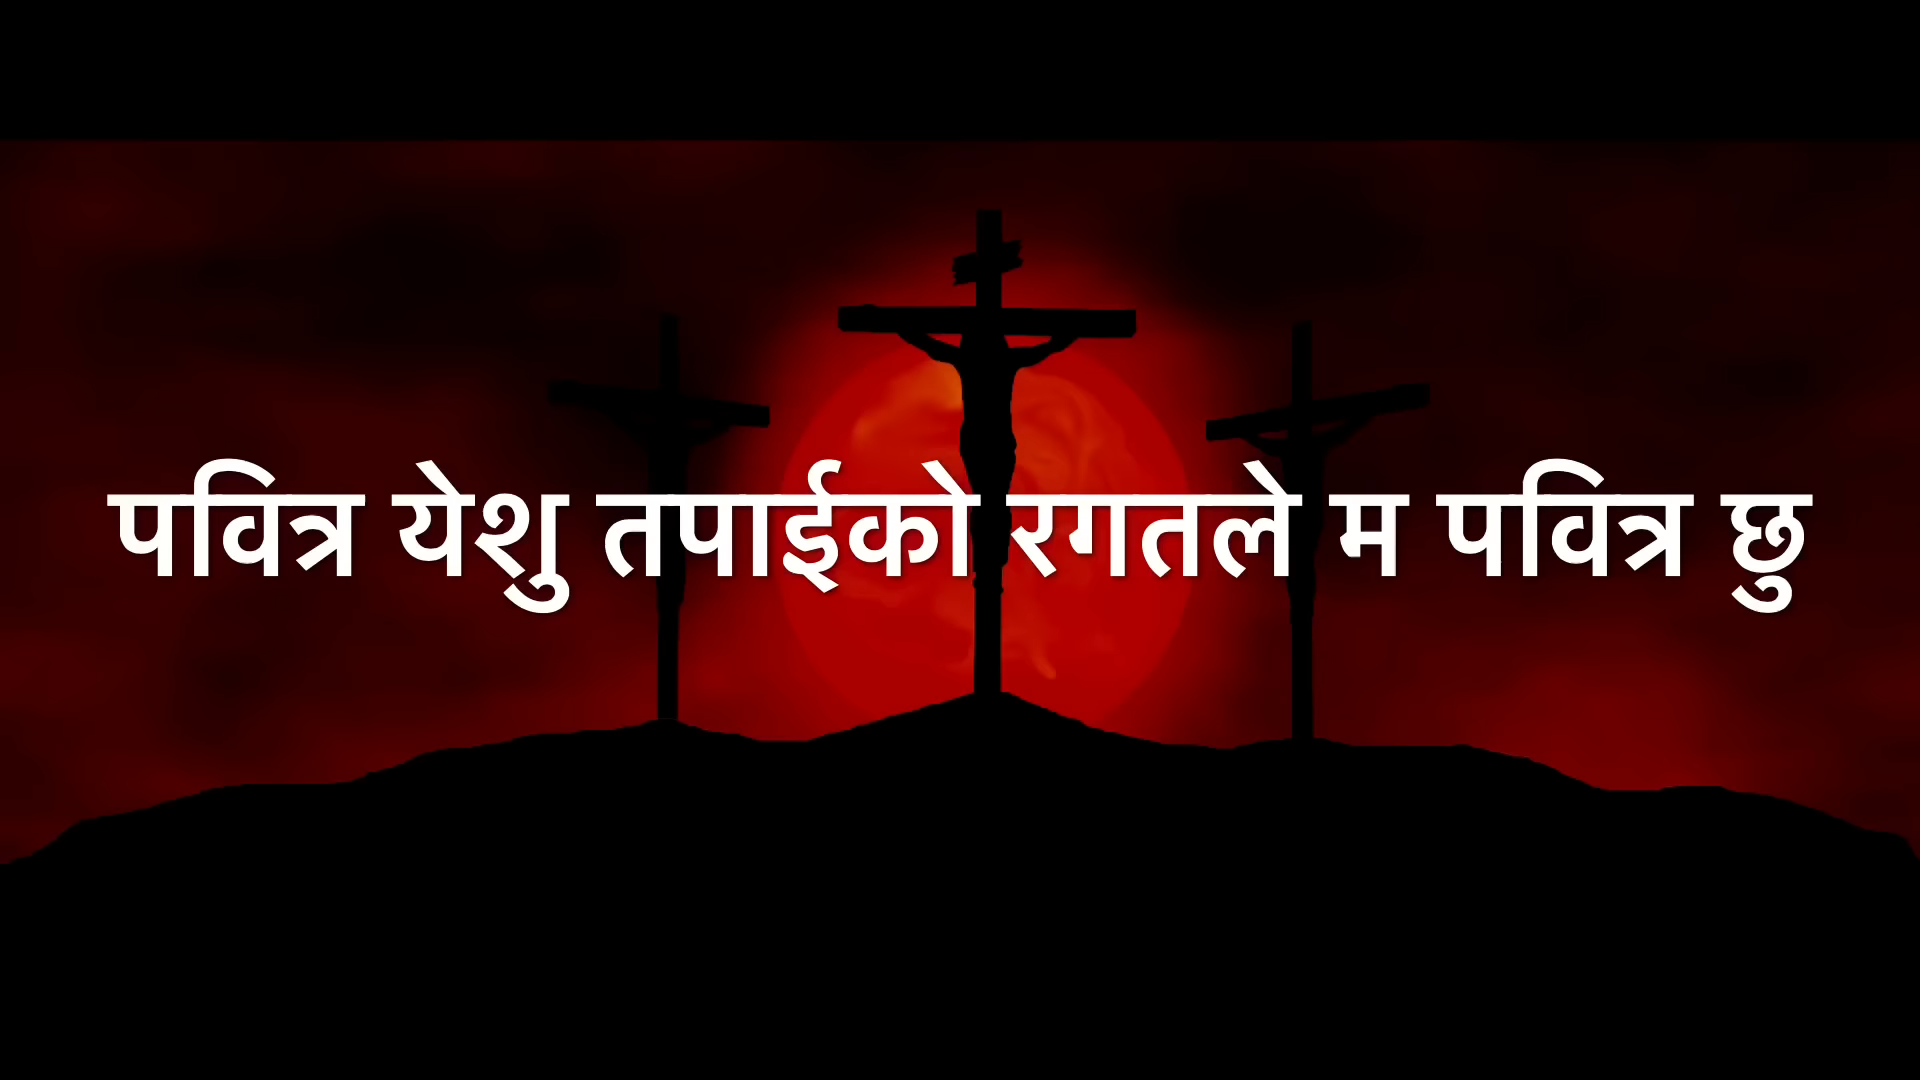 पवित्र येशु तपाईको रगतले म पवित्र छु